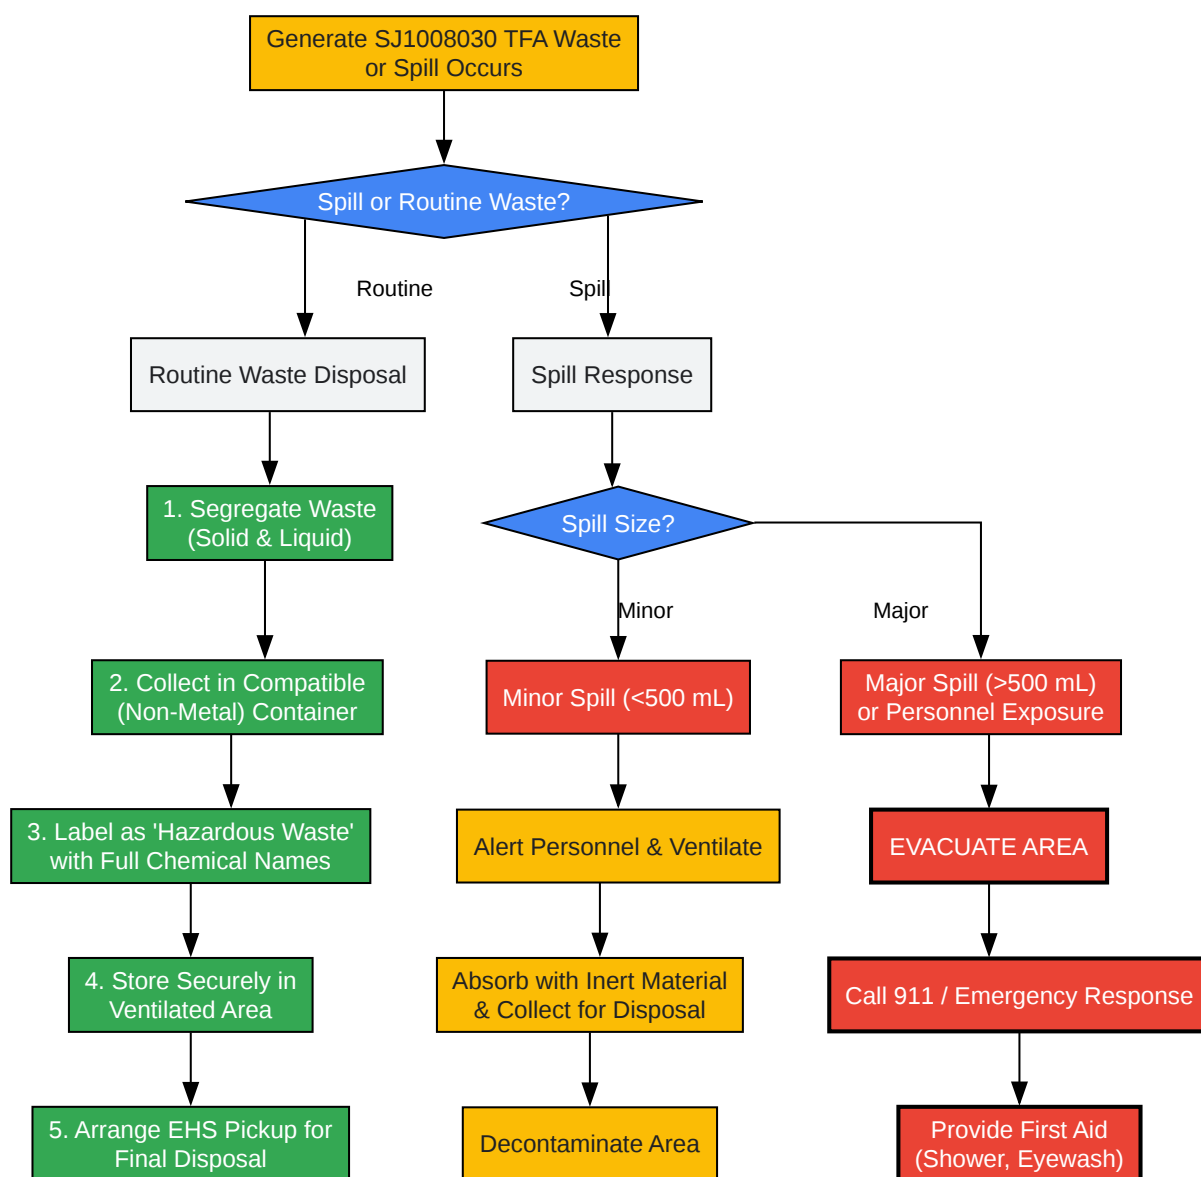 Generate SJ1008030 TFA Waste
or Spill Occurs
Spill or Routine Waste?
Routine
Spill
Routine Waste Disposal
Spill Response
1. Segregate Waste
(Solid & Liquid)
Spill Size?
Minor
Major
2. Collect in Compatible
(Non-Metal) Container
Minor Spill (<500 mL)
Major Spill (>500 mL)
or Personnel Exposure
3. Label as 'Hazardous Waste'
with Full Chemical Names
Alert Personnel & Ventilate
EVACUATE AREA
4. Store Securely in
Ventilated Area
Absorb with Inert Material
& Collect for Disposal
Call 911 / Emergency Response
5. Arrange EHS Pickup for
Final Disposal
Decontaminate Area
Provide First Aid
(Shower, Eyewash)